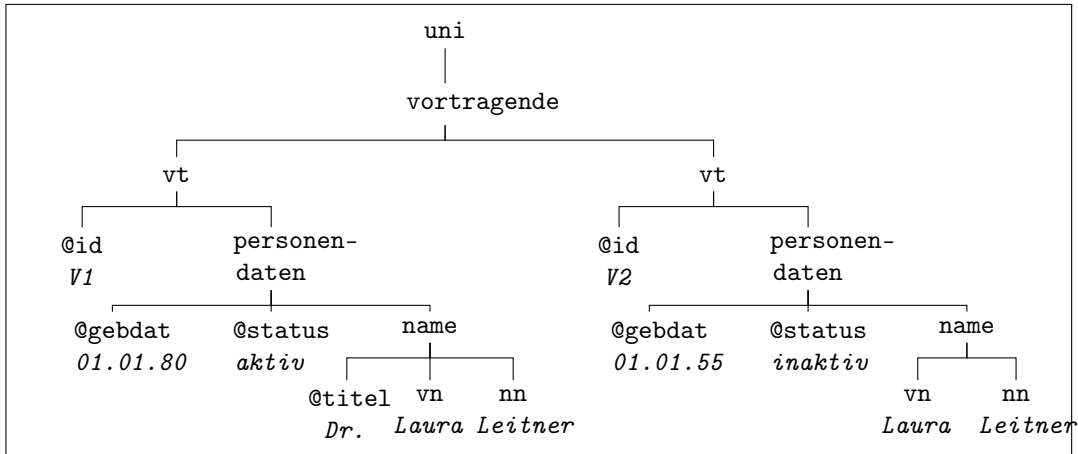 uni
vortragende
vt vt
@id personen- @id personen-
V1 daten V2 daten
@gebdat @status name @gebdat @status name
01.01.80 aktiv 01.01.55 inaktiv
@titel vn nn vn nn
Dr. Laura Leitner Laura Leitner